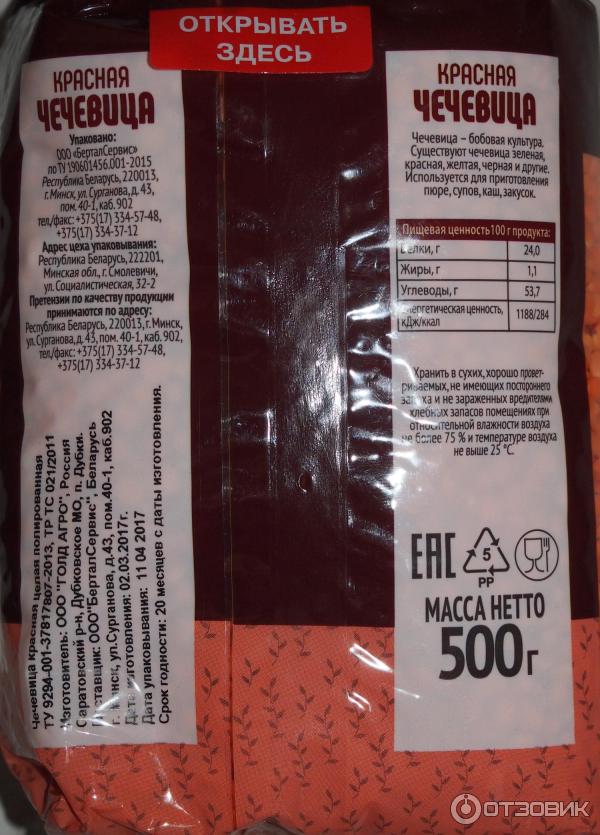 ОТКРЫВАТЬ
ЗДЕСЬ
КРАСНАЯ
ЧЕЧЕВИЦА
Упаковано:
ООО «БерталСервис»
по ТУ 190601456.001-2015
Республика Беларусь, 220013,
г. Минск, ул. Сурганова, д. 43,
пом. 40-1, каб. 902
тел/факс: +375(17) 334-57-48,
+375(17) 334-37-12
Адрес цеха упаковывания:
Республика Беларусь, 222201,
Минская обл., г. Смолевичи,
ул. Социалистическая, 32-2
Претензии по качеству продукции
принимаются по адресу:
Республика Беларусь, 220013, г. Минск,
ул. Сурганова, д. 43, пом. 40-1, каб. 902,
тел./факс: +375(17) 334-57-48,
+375(17) 334-37-12
Чечевица красная целая полированная
ТУ 9294-001-37817807-2013, ТР ТС 021/2011
Изготовитель: ООО "ГОЛД АГРО", Россия
Саратовский р-н, Дубковское МО, п. Дубки.
Поставщик: ООО"БерталСервис", Беларусь
г. Минск, ул.Сурганова, д.43, пом.40-1, каб.902
Дата изготовления: 02.03.2017г.
Дата упаковывания: 11 04 2017
Срок годности: 20 месяцев с даты изготовления.
КРАСНАЯ
ЧЕЧЕВИЦА
Чечевица – бобовая культура.
Существуют чечевица зеленая,
красная, желтая, черная и другие.
Используется для приготовления
пюре, супов, каш, закусок.
Пищевая ценность 100 г продукта:
Белки, г 24,0
Жиры, г 1,1
Углеводы, г 53,7
Энергетическая ценность, кДж/ккал 1188/284
Хранить в сухих, хорошо провет-
риваемых, не имеющих постороннего
запаха и не зараженных вредителями
хлебных запасов помещениях при
относительной влажности воздуха
не более 75 % и температуре воздуха
не выше 25 °С.
ЕАС 5
PP
МАССА НЕТТО
500 г
ОТЗОВИК